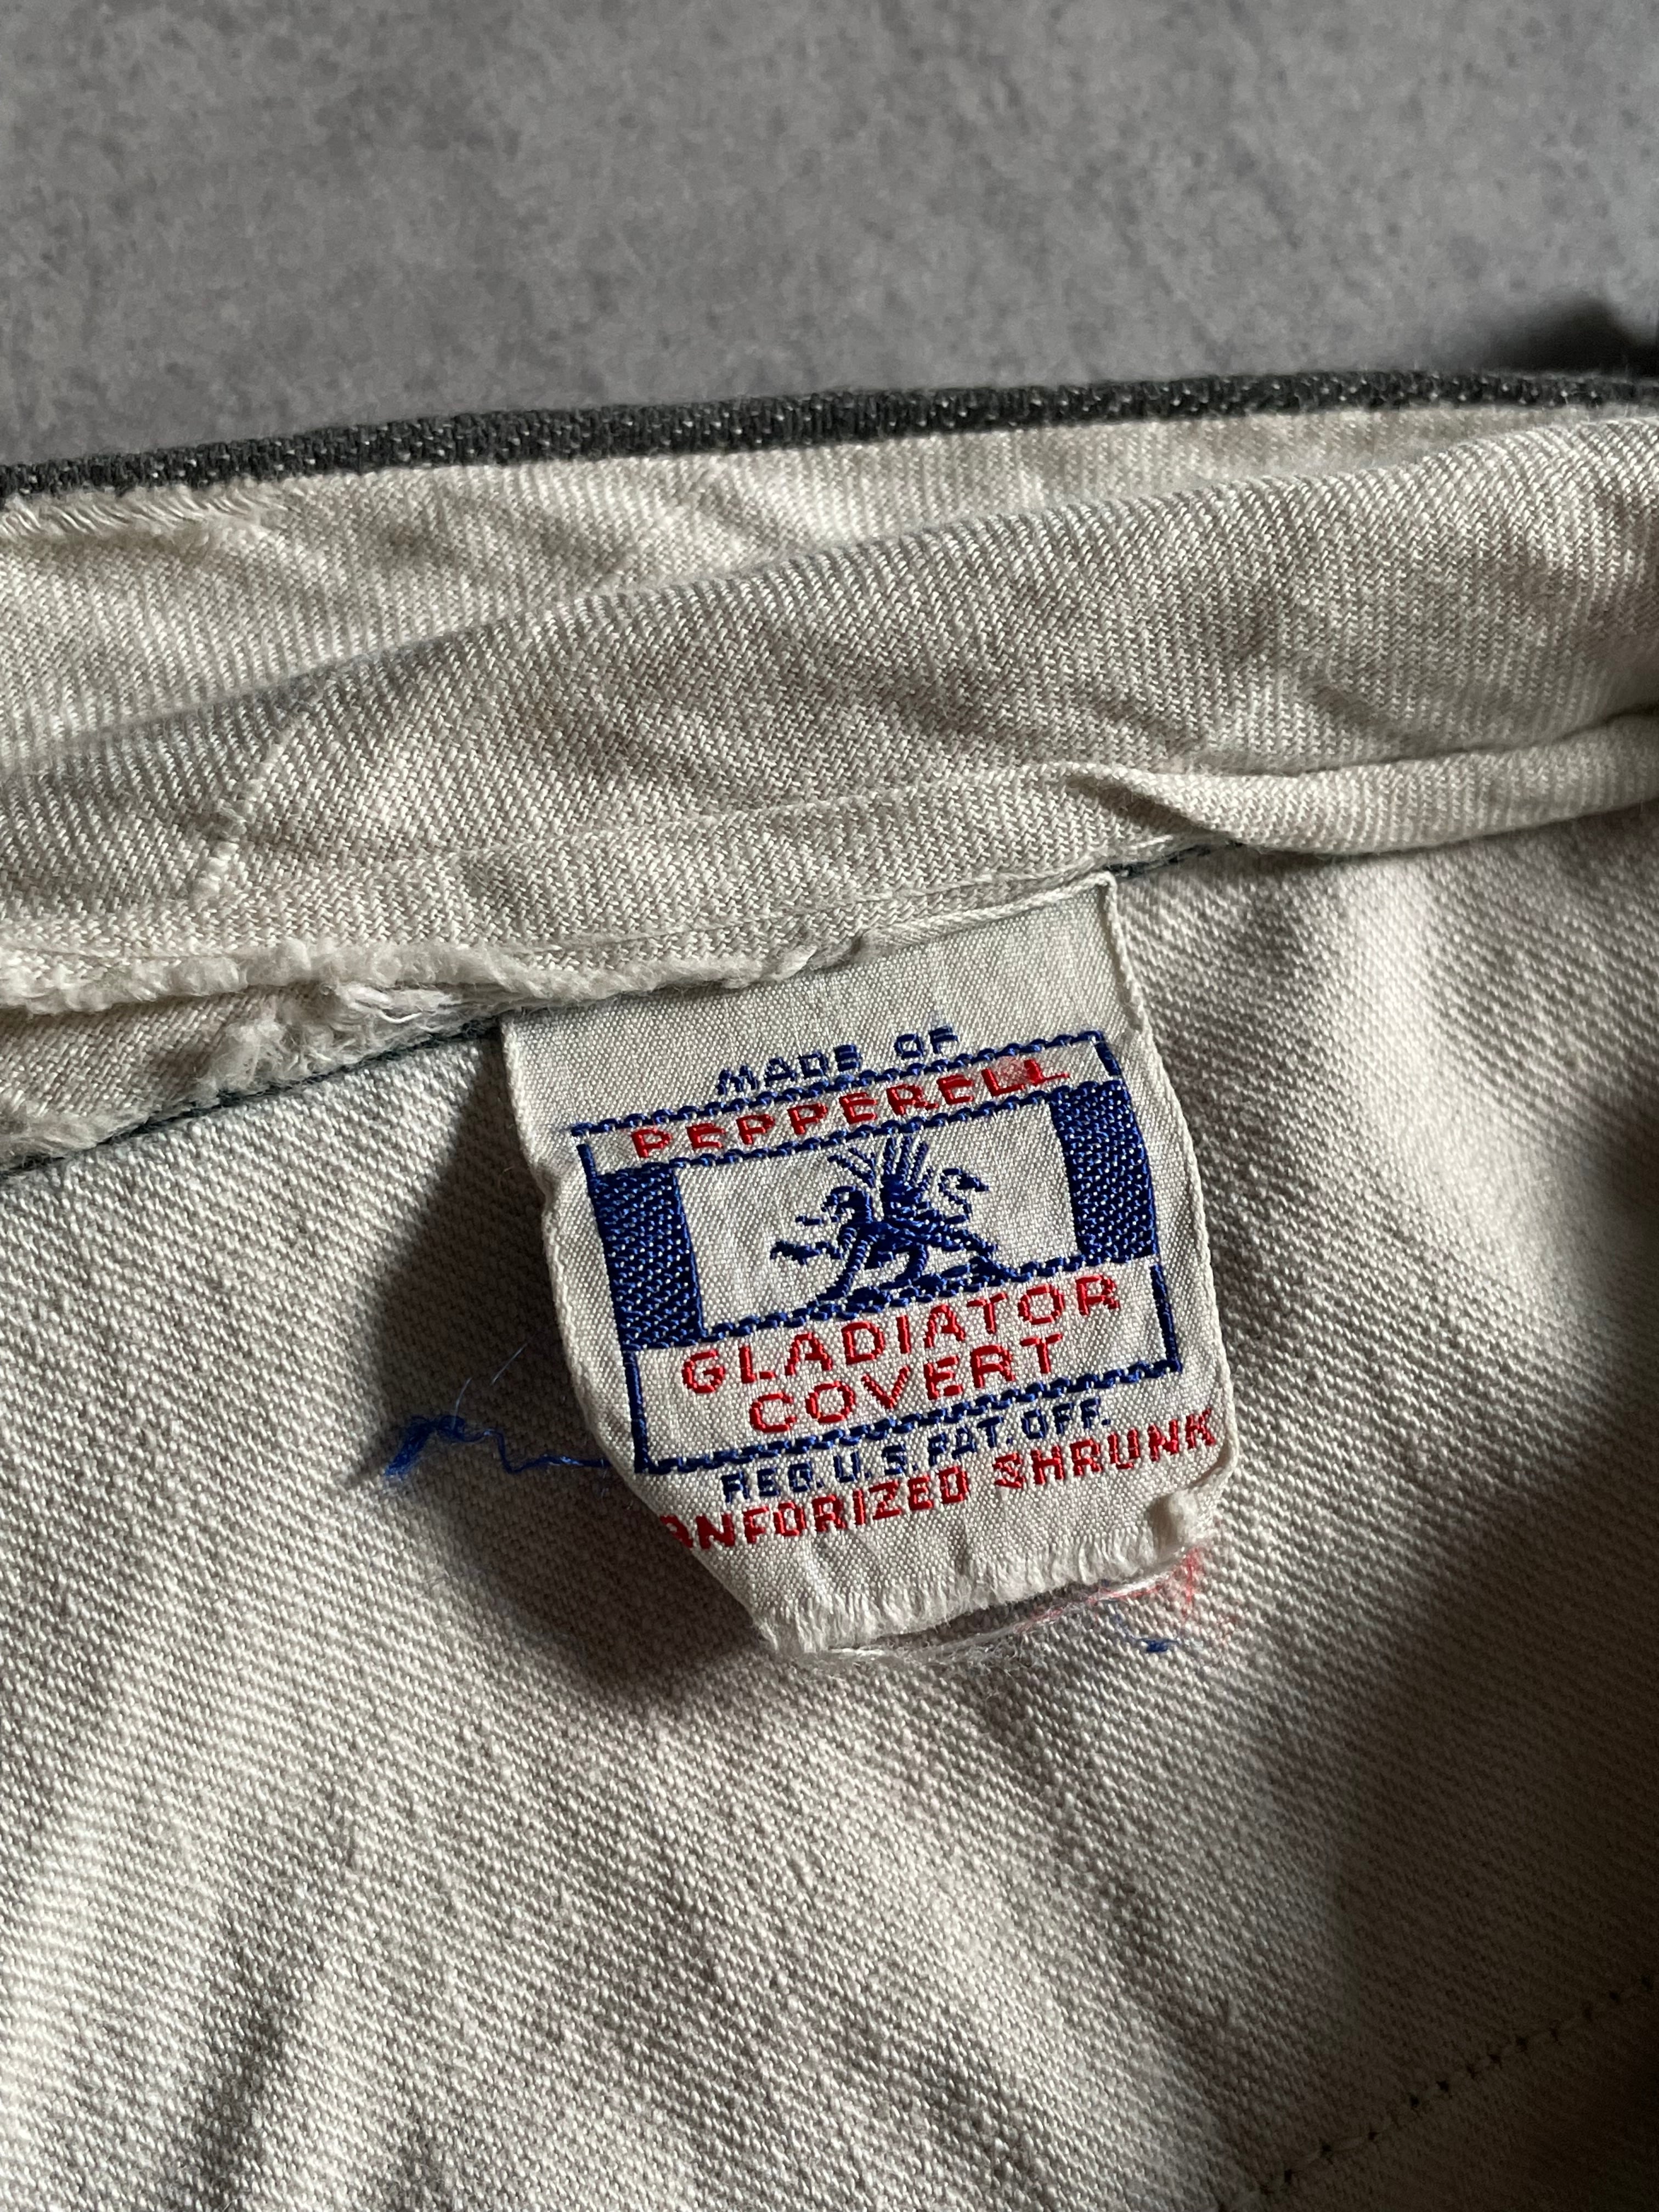 MADE OF
PEPPERELL
GLADIATOR
COVERT
REG. U.S. PAT. OFF.
ANFORIZED SHRUNK